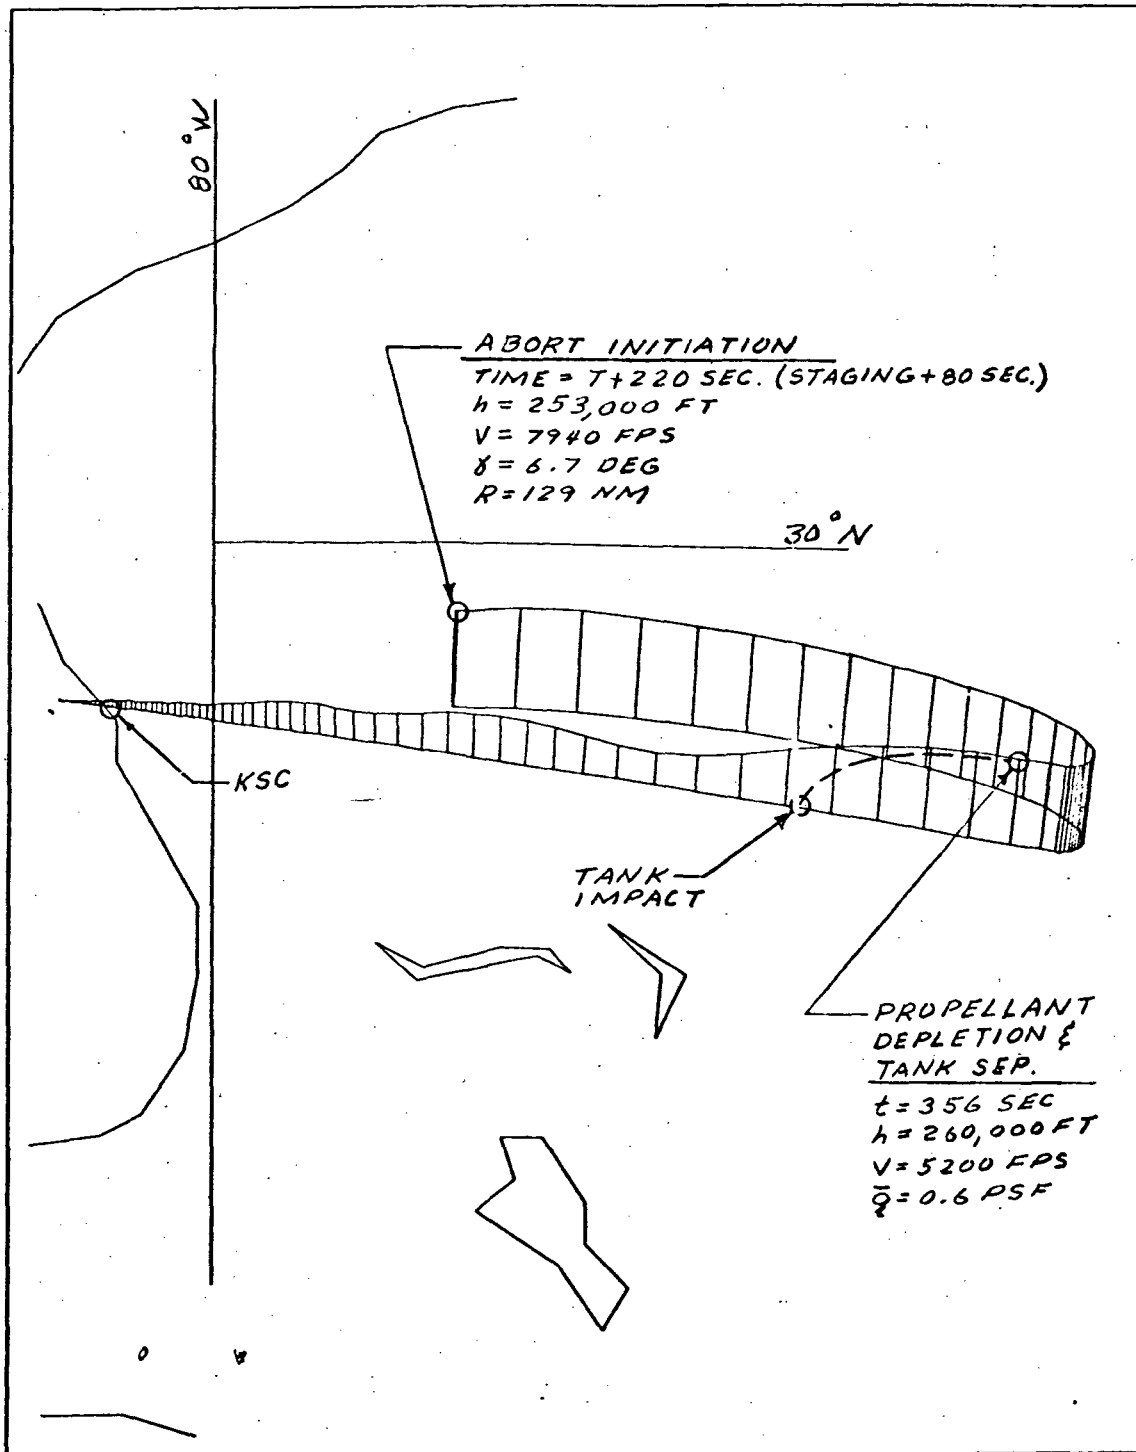 80°W
ABORT INITIATION
TIME = T+220 SEC. (STAGING+80 SEC.)
h = 253,000 FT
V = 7940 FPS
γ = 6.7 DEG
R = 129 NM
30°N
KSC
TANK
IMPACT
PROPELLANT
DEPLETION &
TANK SEP.
t = 356 SEC
h = 260,000 FT
V = 5200 FPS
q̄ = 0.6 PSF